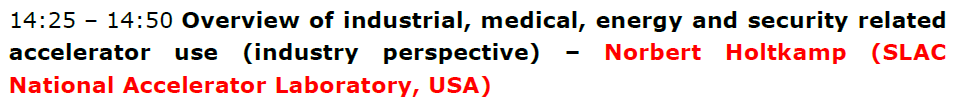 14:25 – 14:50 Overview of industrial, medical, energy and security related
accelerator use (industry perspective) – Norbert Holtkamp (SLAC
National Accelerator Laboratory, USA)